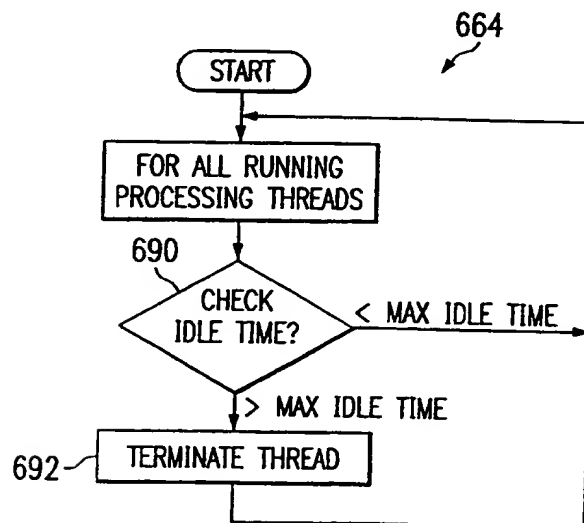 664
START
FOR ALL RUNNING
PROCESSING THREADS
690
CHECK
IDLE TIME?
< MAX IDLE TIME
> MAX IDLE TIME
692
TERMINATE THREAD